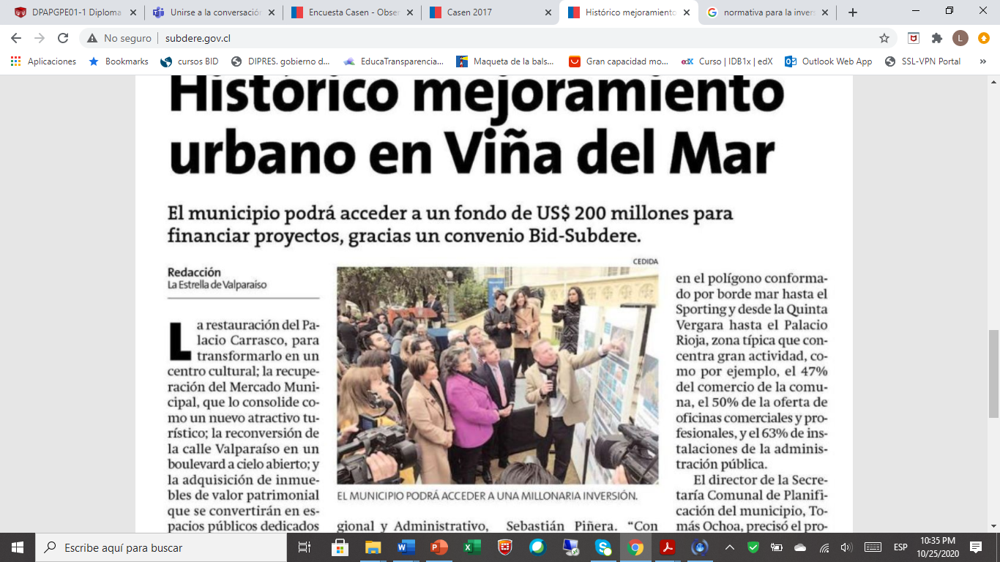 DPAPGPE01-1 Diploma
Unirse a la conversación
Encuesta Casen - Obser
Casen 2017
Histórico mejoramiento
normativa para la invers
No seguro
subdere.gov.cl
L
Aplicaciones
Bookmarks
cursos BID
DIPRES. gobierno d...
EducaTransparencia...
Maqueta de la bals...
Gran capacidad mo...
Curso | IDB1x | edX
Outlook Web App
SSL-VPN Portal
Histórico mejoramiento
urbano en Viña del Mar
El municipio podrá acceder a un fondo de US$ 200 millones para
financiar proyectos, gracias un convenio Bid-Subdere.
Redacción
La Estrella de Valparaíso
La restauración del Pa-
lacio Carrasco, para
transformarlo en un
centro cultural; la recupe-
ración del Mercado Muni-
cipal, que lo consolide co-
mo un nuevo atractivo tu-
rístico; la reconversión de
la calle Valparaíso en un
boulevard a cielo abierto; y
la adquisición de inmue-
bles de valor patrimonial
que se convertirán en es-
pacios públicos dedicados
CEDIDA
EL MUNICIPIO PODRÁ ACCEDER A UNA MILLONARIA INVERSIÓN.
gional y Administrativo,
Sebastián Piñera. “Con
en el polígono conforma-
do por borde mar hasta el
Sporting y desde la Quinta
Vergara hasta el Palacio
Rioja, zona típica que con-
centra gran actividad, co-
mo por ejemplo, el 47%
del comercio de la comu-
na, el 50% de la oferta de
oficinas comerciales y pro-
fesionales, y el 63% de ins-
talaciones de la adminis-
tración pública.
El director de la Secre-
taría Comunal de Planifi-
cación del municipio, To-
más Ochoa, precisó el pro-
Escribe aquí para buscar
ESP
10:35 PM
10/25/2020